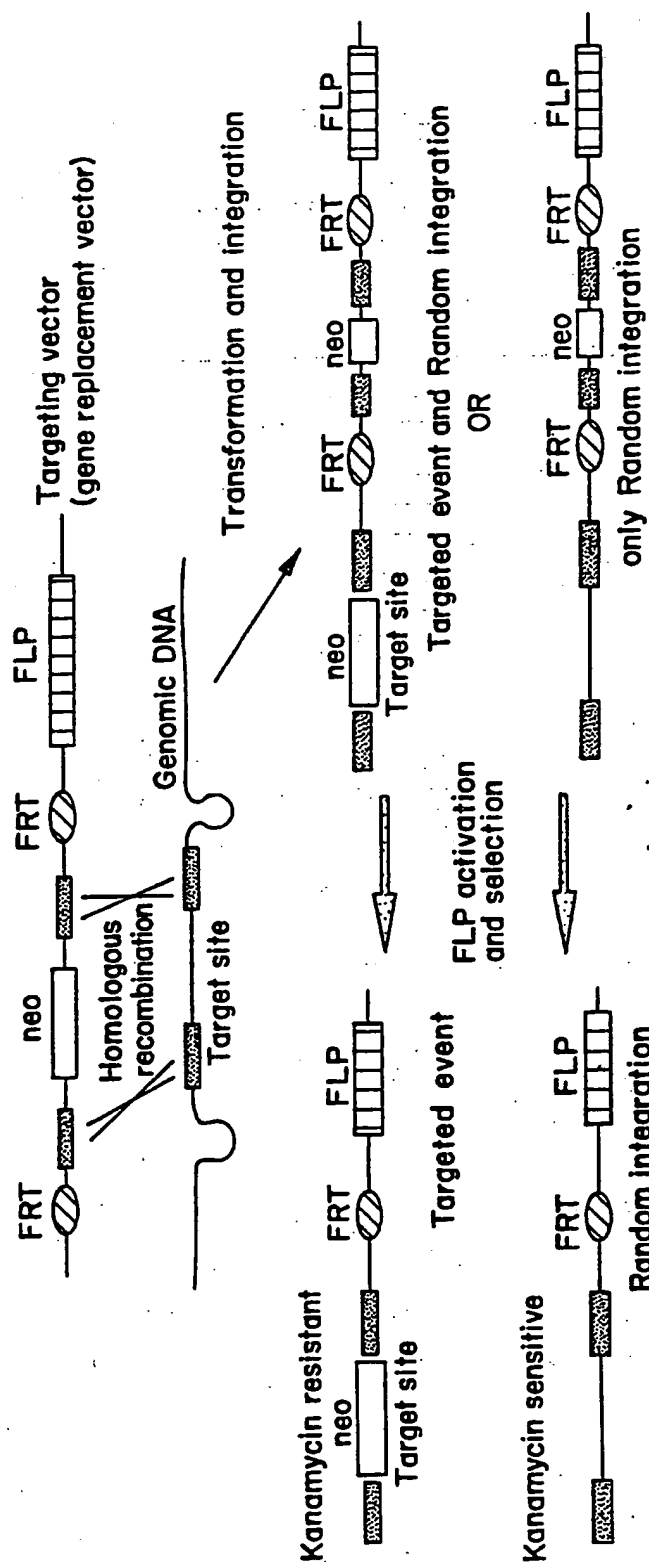 FRT
neo
FRT
FLP
Targeting vector
(gene replacement vector)
Homologous
recombination
Genomic DNA
Target site
Transformation and integration
Kanamycin resistant
neo
FRT
FLP
Target site
Targeted event
neo
FRT
neo
FRT
FLP
Target site
Targeted event and Random integration
OR
FLP activation
and selection
Kanamycin sensitive
FRT
FLP
Random integration
FRT
neo
FRT
FLP
only Random integration